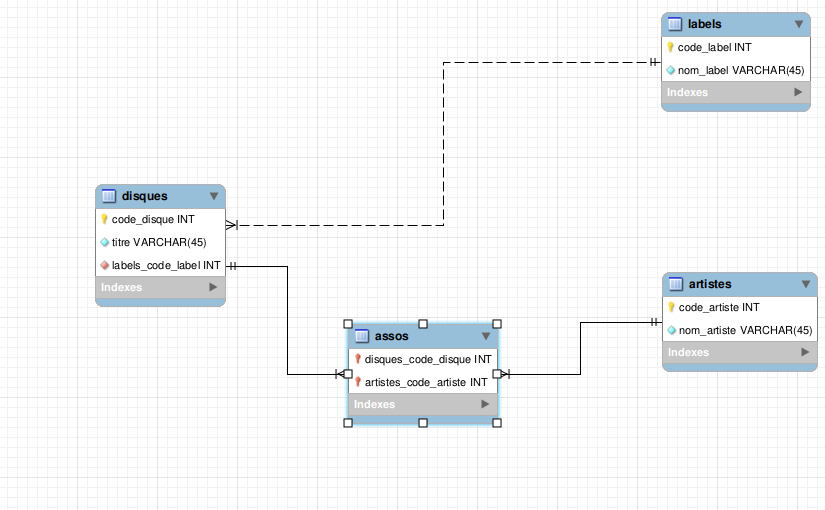 labels
code_label INT
nom_label VARCHAR(45)
Indexes
disques
code_disque INT
titre VARCHAR(45)
labels_code_label INT
Indexes
artistes
code_artiste INT
nom_artiste VARCHAR(45)
Indexes
assos
disques_code_disque INT
artistes_code_artiste INT
Indexes